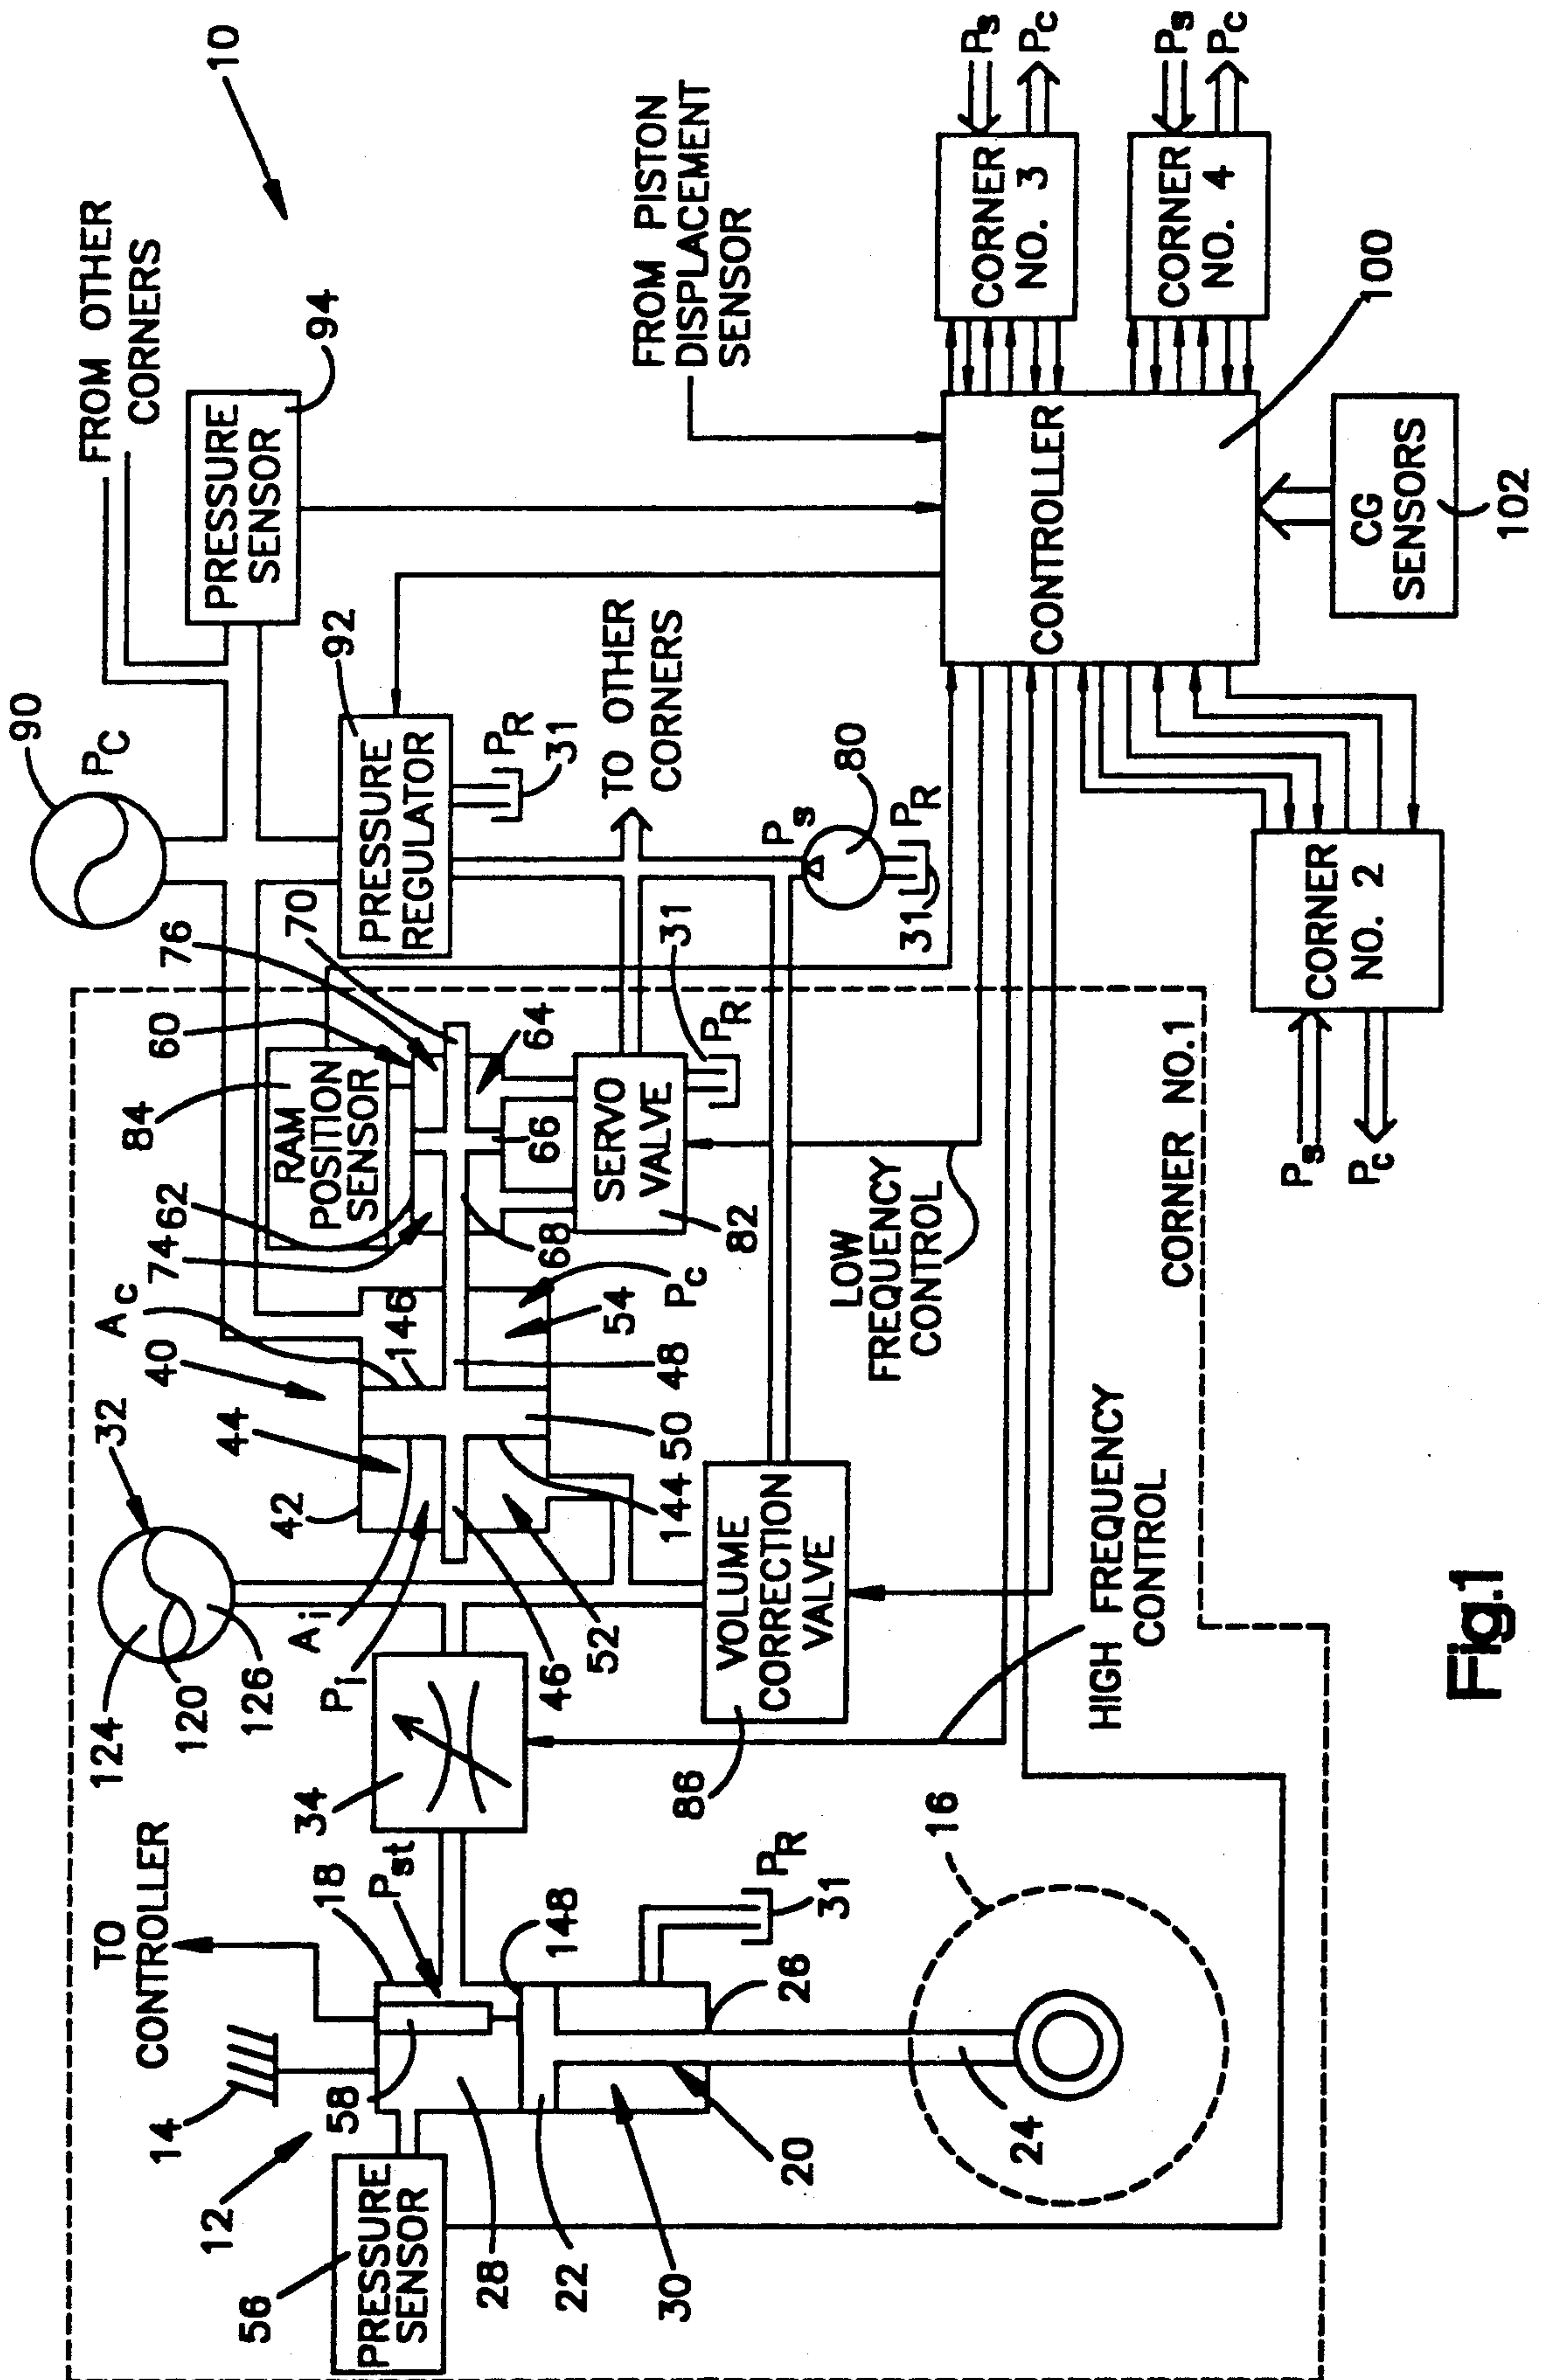 10
FROM OTHER
CORNERS
94
PRESSURE
SENSOR
90
PC
92
PRESSURE
REGULATOR
PR
31
TO OTHER
CORNERS
Ps
80
PR
31
FROM PISTON
DISPLACEMENT
SENSOR
Ps
Pc
CORNER
NO. 3
Ps
Pc
CORNER
NO. 4
CONTROLLER
100
CG
SENSORS
102
CORNER
NO. 2
Ps
Pc
CORNER NO.1
76
70
60
84
RAM
POSITION
SENSOR
62
74
64
66
68
SERVO
VALVE
82
31
PR
LOW
FREQUENCY
CONTROL
Ac
40
146
44
42
Pc
54
48
50
144
32
124
120
126
Ai
Pi
46
52
VOLUME
CORRECTION
VALVE
86
HIGH FREQUENCY
CONTROL
34
TO
CONTROLLER
18
Pst
148
14
58
12
PR
31
26
20
16
24
56
PRESSURE
SENSOR
28
22
30
Fig.1